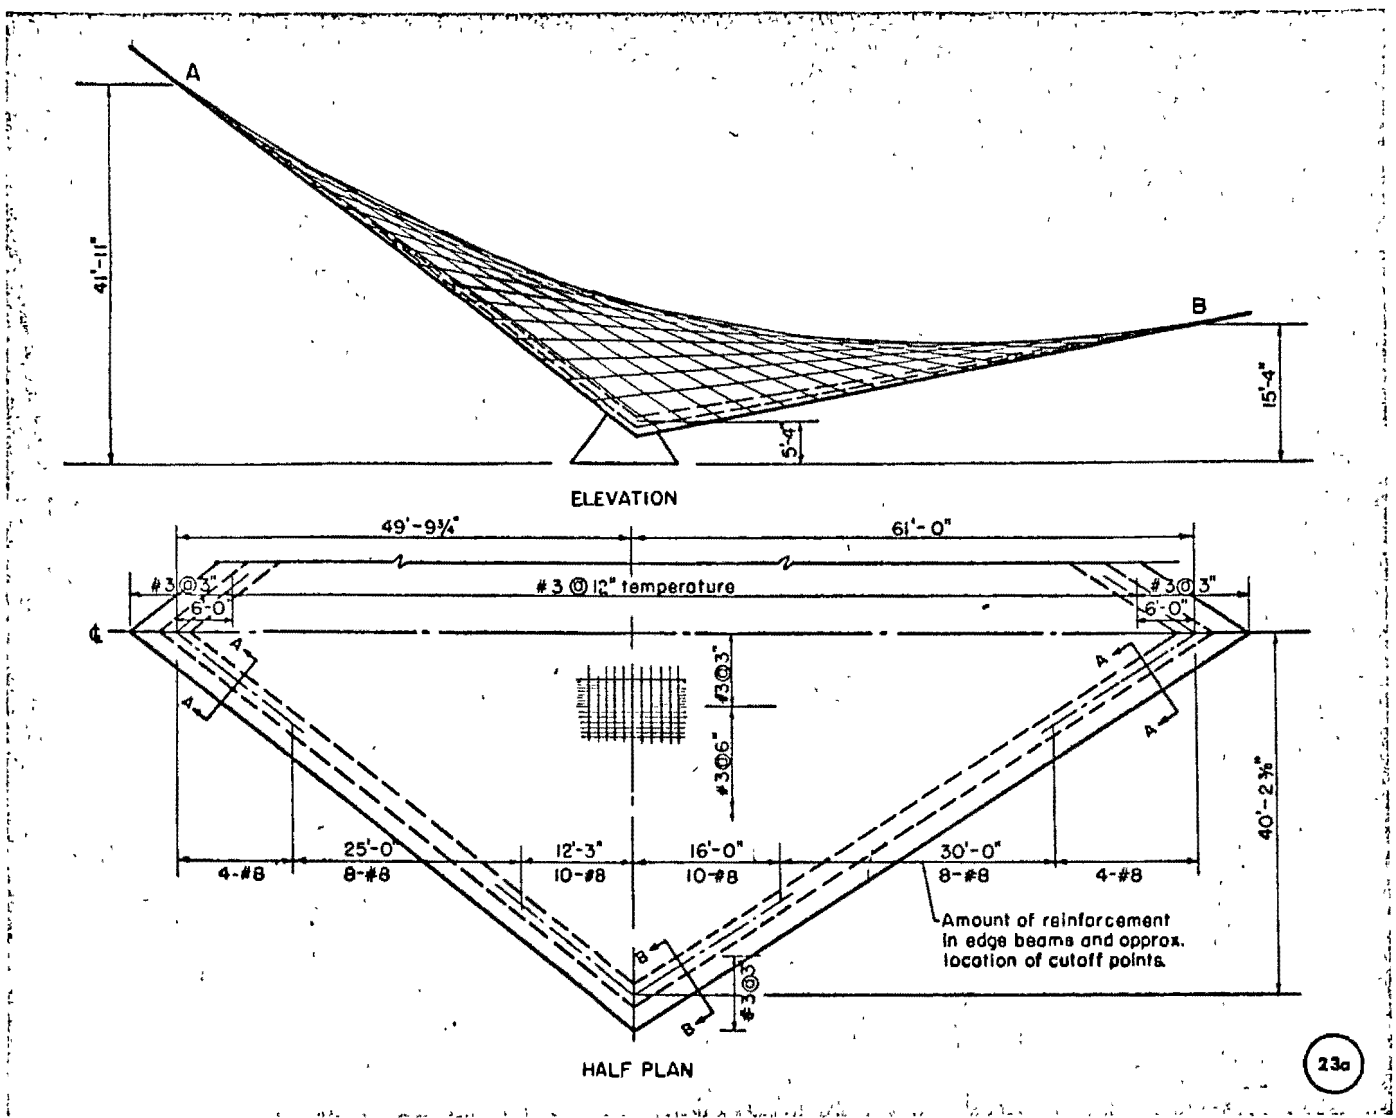 A
41'-11"
B
15'-4"
5'-4"
ELEVATION
49'-9¾"
61'-0"
#3@3"
#3@12" temperature
#3@3"
6'-0"
6'-0"
℄
A
A
A
A
#3@3"
#3@6"
40'-2⅜"
25'-0"
12'-3"
16'-0"
30'-0"
4-#8
8-#8
10-#8
10-#8
8-#8
4-#8
Amount of reinforcement
in edge beams and approx.
location of cutoff points.
B
B
#3@3"
HALF PLAN
23a